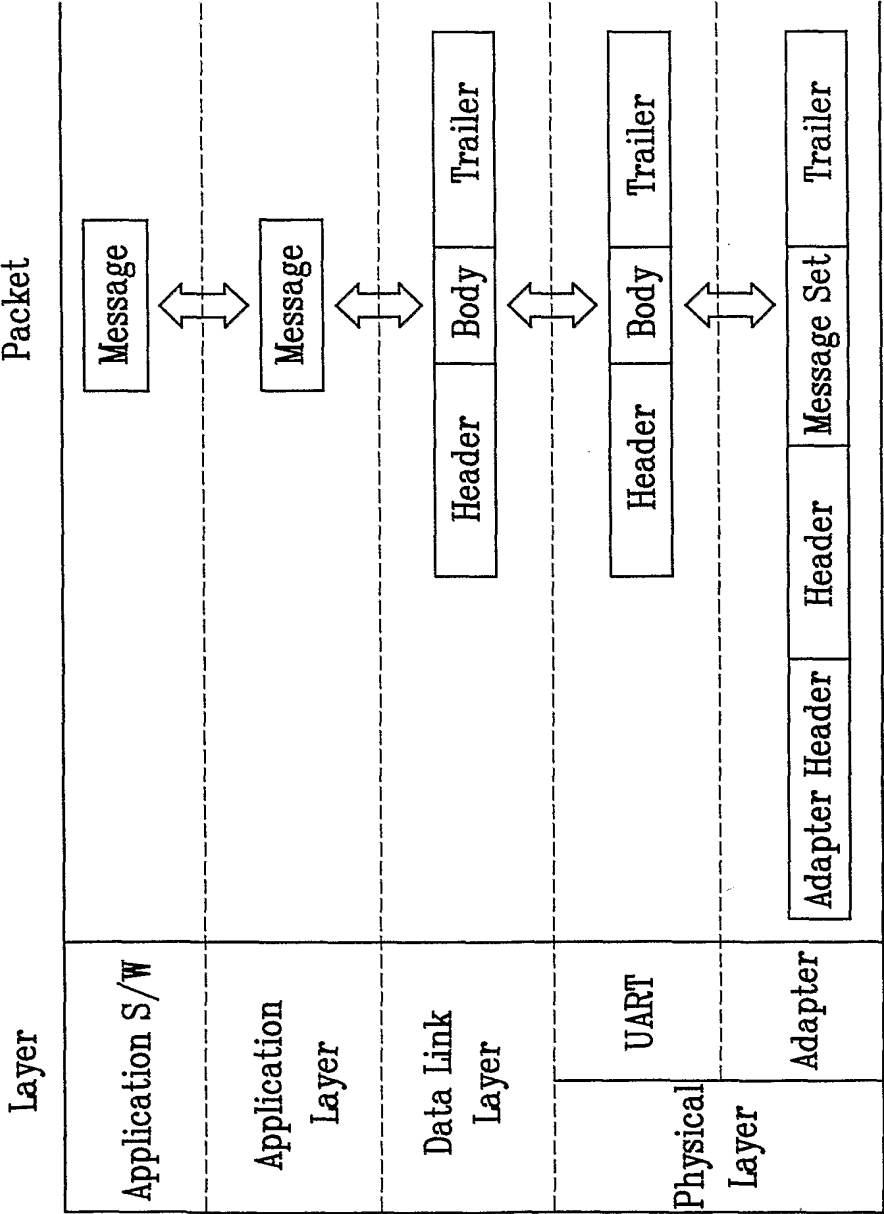 Layer
Packet
Application S/W
Message
Application
Layer
Message
Data Link
Layer
Header
Body
Trailer
Physical
Layer
UART
Header
Body
Trailer
Adapter
Adapter Header
Header
Message Set
Trailer